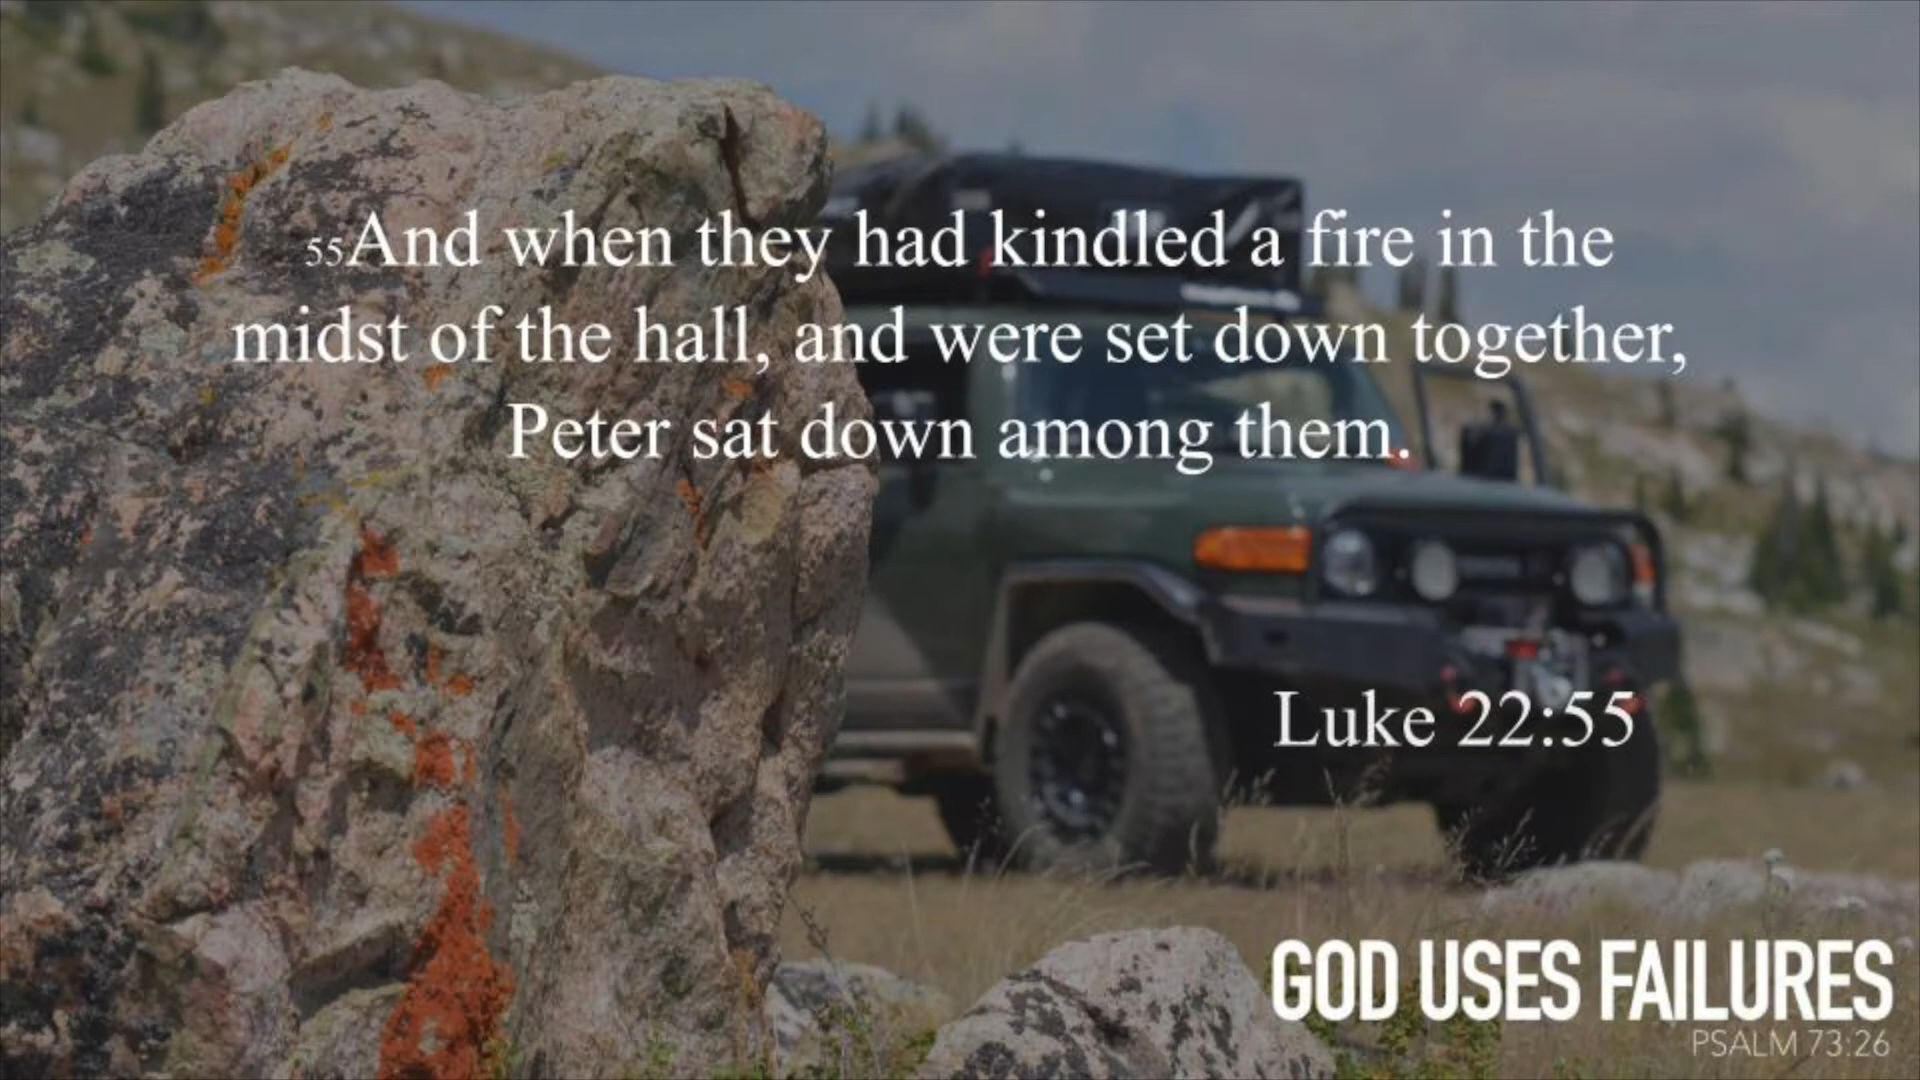 55And when they had kindled a fire in the
midst of the hall, and were set down together,
Peter sat down among them.
Luke 22:55
GOD USES FAILURES
PSALM 73:26